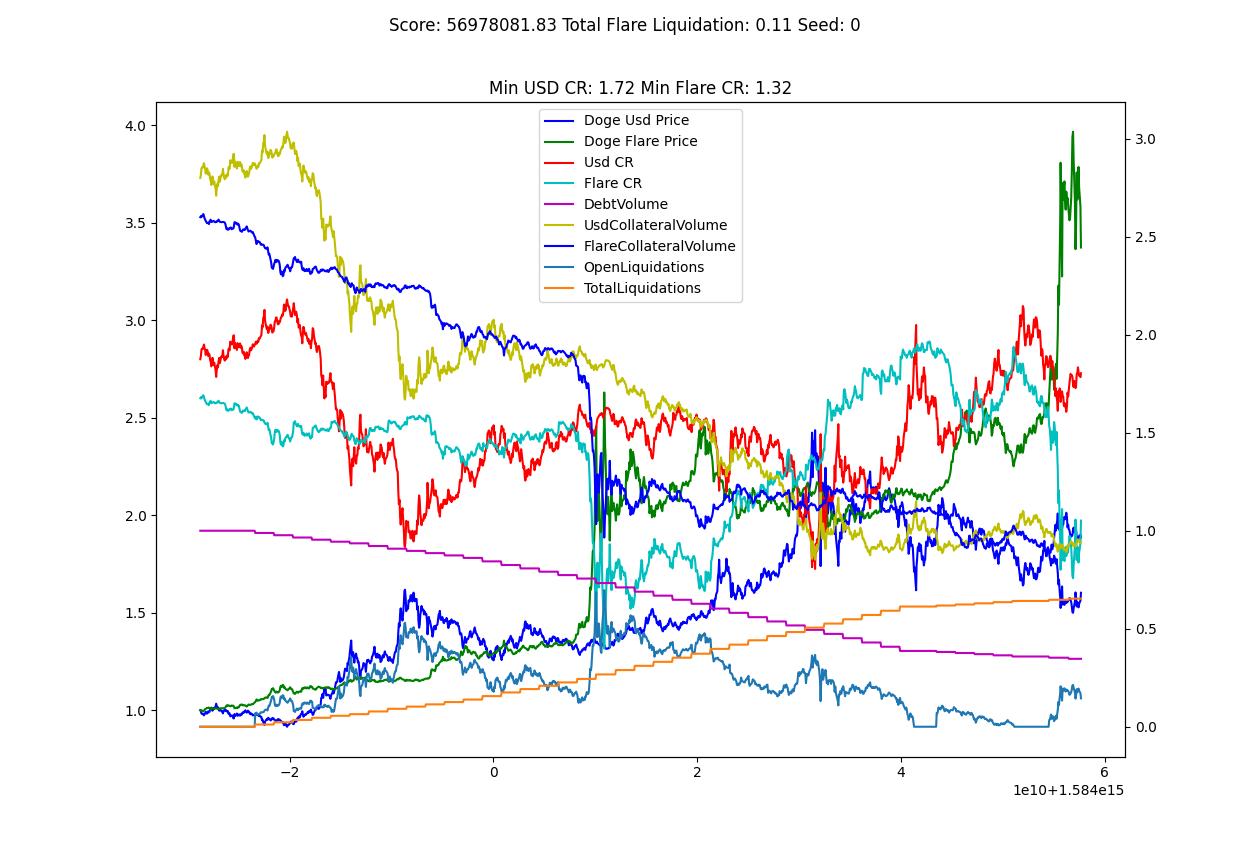 Score: 56978081.83 Total Flare Liquidation: 0.11 Seed: 0
Min USD CR: 1.72 Min Flare CR: 1.32
4.0
3.5
3.0
2.5
2.0
1.5
1.0
Doge Usd Price
Doge Flare Price
Usd CR
Flare CR
DebtVolume
UsdCollateralVolume
FlareCollateralVolume
OpenLiquidations
TotalLiquidations
3.0
2.5
2.0
1.5
1.0
0.5
0.0
−2 0 2 4 6
1e10+1.584e15